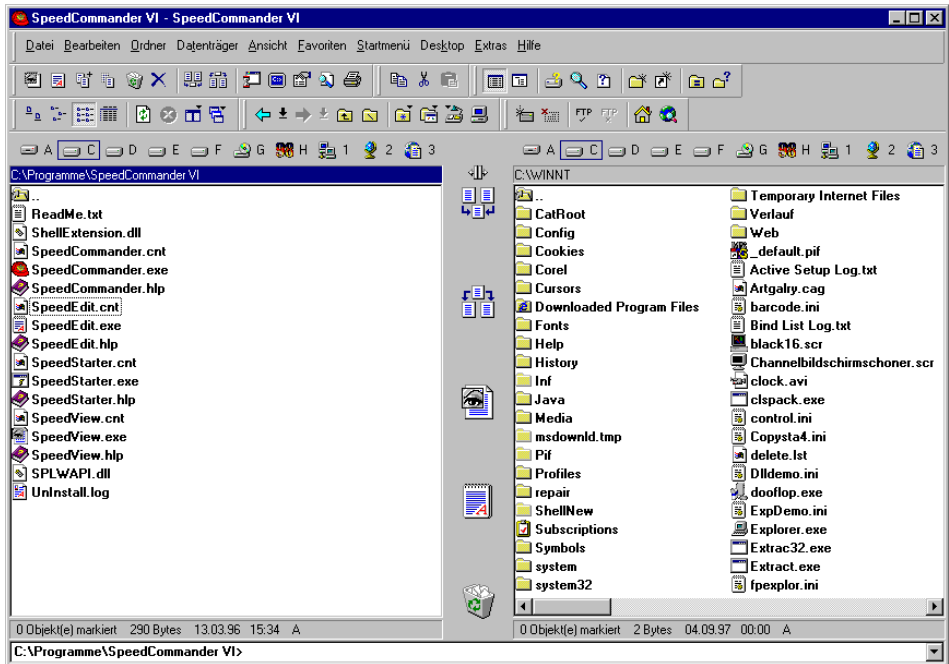 SpeedCommander VI - SpeedCommander VI
Datei Bearbeiten Ordner Datenträger Ansicht Favoriten Startmenü Desktop Extras Hilfe
FTP FTP
A C D E F G H 1 2 3
A C D E F G H 1 2 3
C:\Programme\SpeedCommander VI
..
ReadMe.txt
ShellExtension.dll
SpeedCommander.cnt
SpeedCommander.exe
SpeedCommander.hlp
SpeedEdit.cnt
SpeedEdit.exe
SpeedEdit.hlp
SpeedStarter.cnt
SpeedStarter.exe
SpeedStarter.hlp
SpeedView.cnt
SpeedView.exe
SpeedView.hlp
SPLWAPI.dll
UnInstall.log
0 Objekt(e) markiert 290 Bytes 13.03.96 15:34 A
C:\WINNT
..
CatRoot
Config
Cookies
Corel
Cursors
Downloaded Program Files
Fonts
Help
History
Inf
Java
Media
msdownld.tmp
Pif
Profiles
repair
ShellNew
Subscriptions
Symbols
system
system32
Temporary Internet Files
Verlauf
Web
_default.pif
Active Setup Log.txt
Artgalry.cag
barcode.ini
Bind List Log.txt
black16.scr
Channelbildschirmschoner.scr
clock.avi
clspack.exe
control.ini
Copysta4.ini
delete.lst
Dlldemo.ini
dooflop.exe
ExpDemo.ini
Explorer.exe
Extrac32.exe
Extract.exe
fpexplor.ini
0 Objekt(e) markiert 2 Bytes 04.09.97 00:00 A
C:\Programme\SpeedCommander VI>